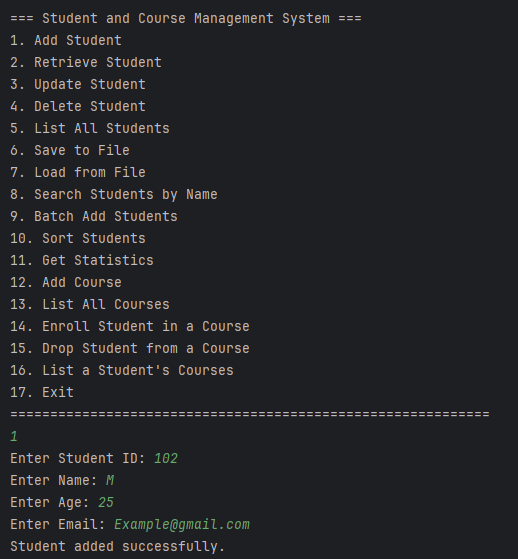 === Student and Course Management System ===
1. Add Student
2. Retrieve Student
3. Update Student
4. Delete Student
5. List All Students
6. Save to File
7. Load from File
8. Search Students by Name
9. Batch Add Students
10. Sort Students
11. Get Statistics
12. Add Course
13. List All Courses
14. Enroll Student in a Course
15. Drop Student from a Course
16. List a Student's Courses
17. Exit
============================================================
1
Enter Student ID: 102
Enter Name: M
Enter Age: 25
Enter Email: Example@gmail.com
Student added successfully.